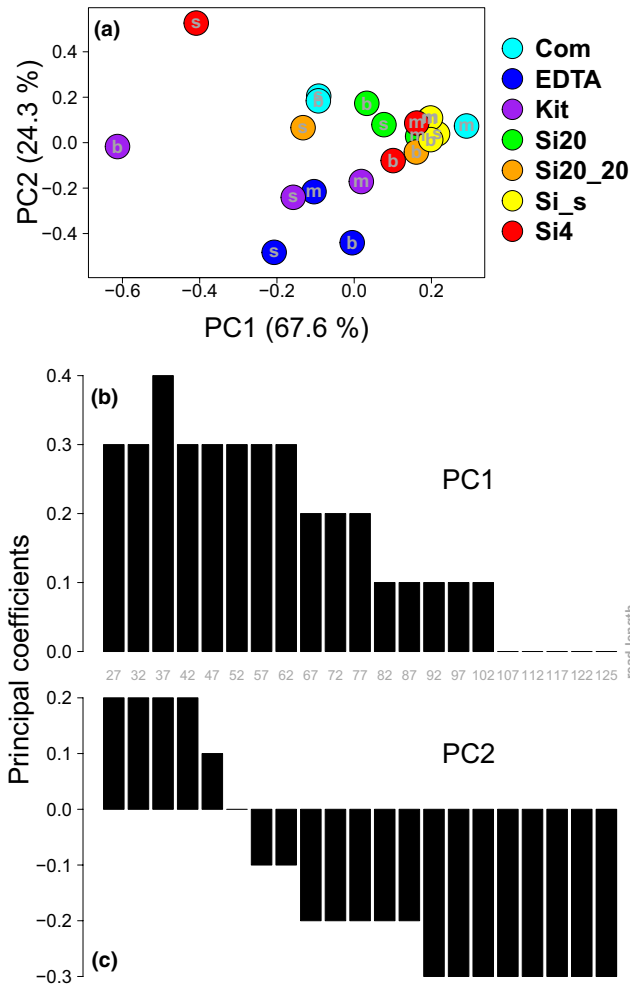 (a)
PC2 (24.3 %)
0.4
0.2
0.0
−0.2
−0.4
s
s
b
b
s
s
m
m
m
m
m
s
b
b
b
b
m
s
m
s
b
−0.6
−0.4
−0.2
0.0
0.2
PC1 (67.6 %)
Com
EDTA
Kit
Si20
Si20_20
Si_s
Si4
(b)
PC1
0.4
0.3
0.2
0.1
0.0
Principal coefficients
27 32 37 42 47 52 57 62 67 72 77 82 87 92 97 102 107 112 117 122 125
read length
PC2
0.2
0.1
0.0
−0.1
−0.2
−0.3
(c)